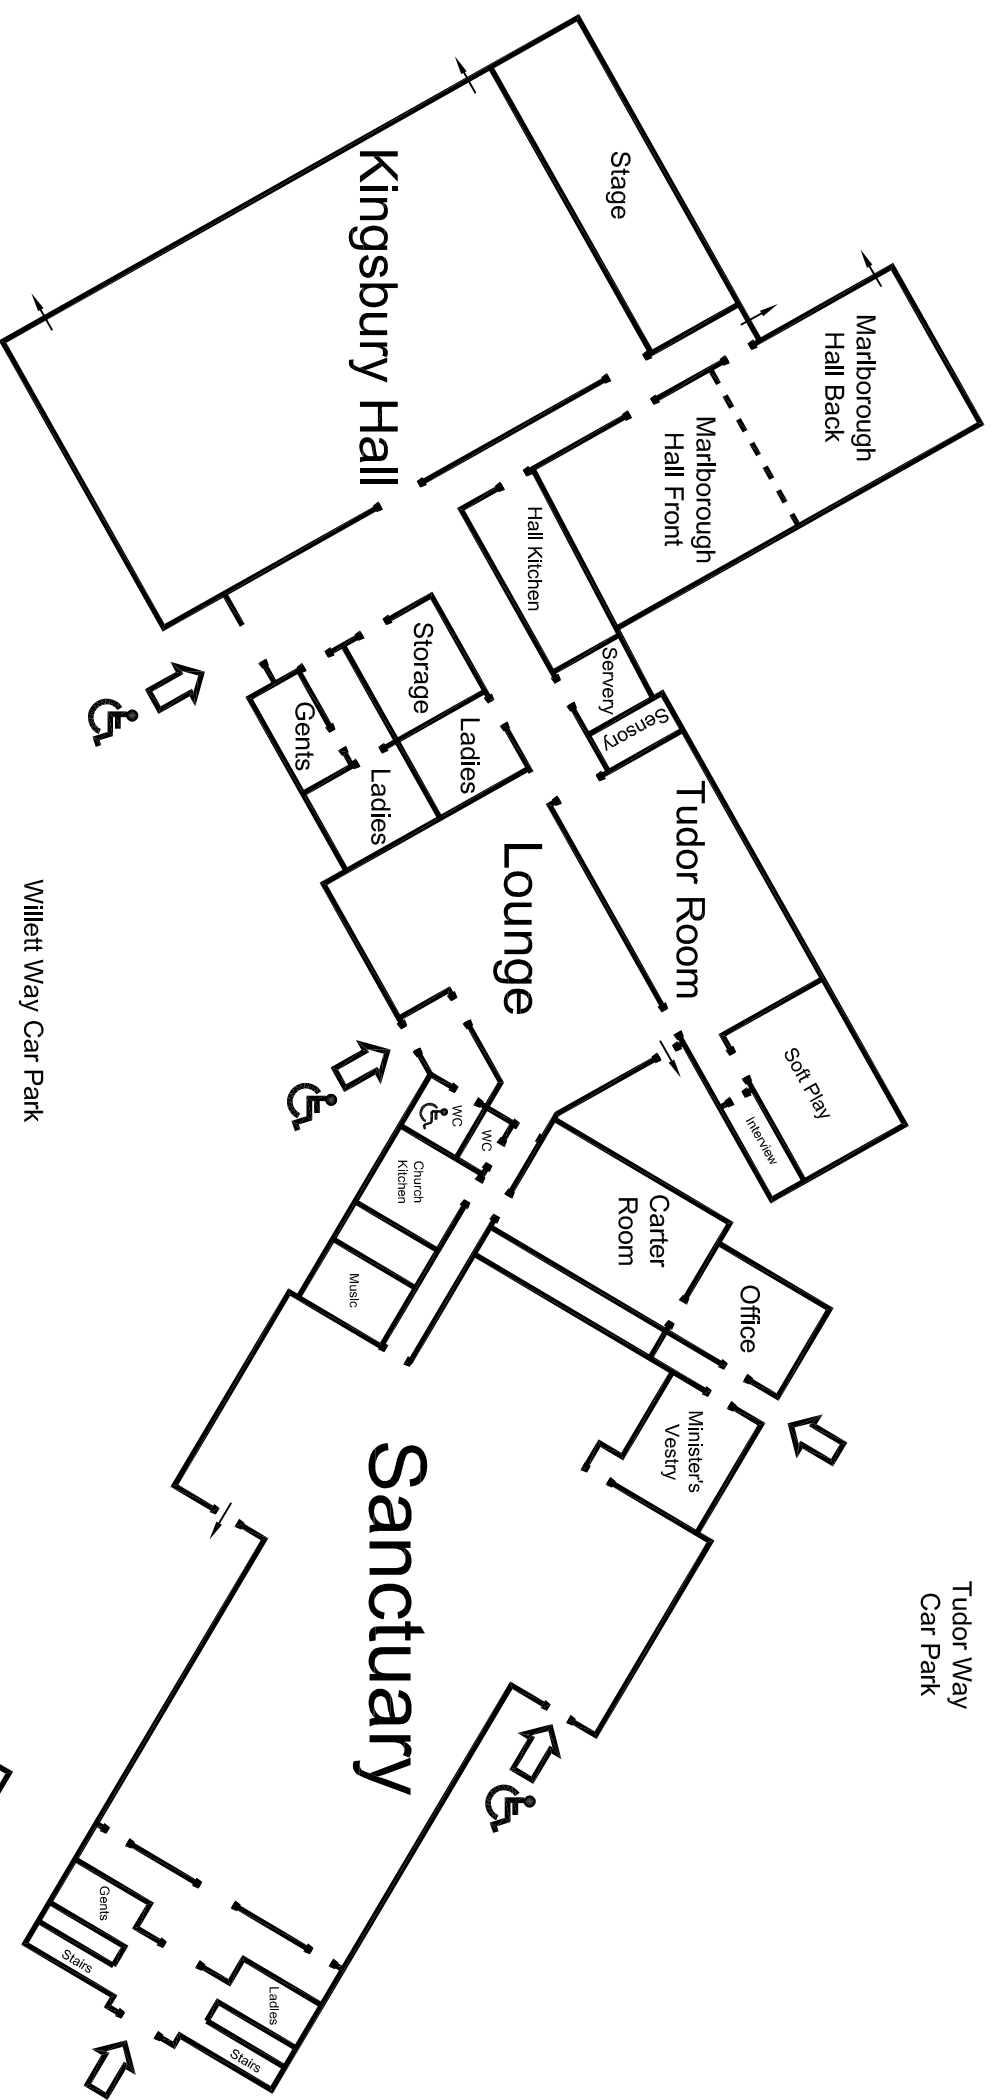 Stage
Kingsbury Hall
Marlborough
Hall Back
Marlborough
Hall Front
Hall Kitchen
Servery
Sensory
Storage
Ladies
Gents
Ladies
Tudor Room
Lounge
Soft Play
Interview
WC
WC
Church
Kitchen
Music
Carter
Room
Office
Minister's
Vestry
Sanctuary
Gents
Stairs
Ladies
Stairs
Willett Way Car Park
Tudor Way
Car Park